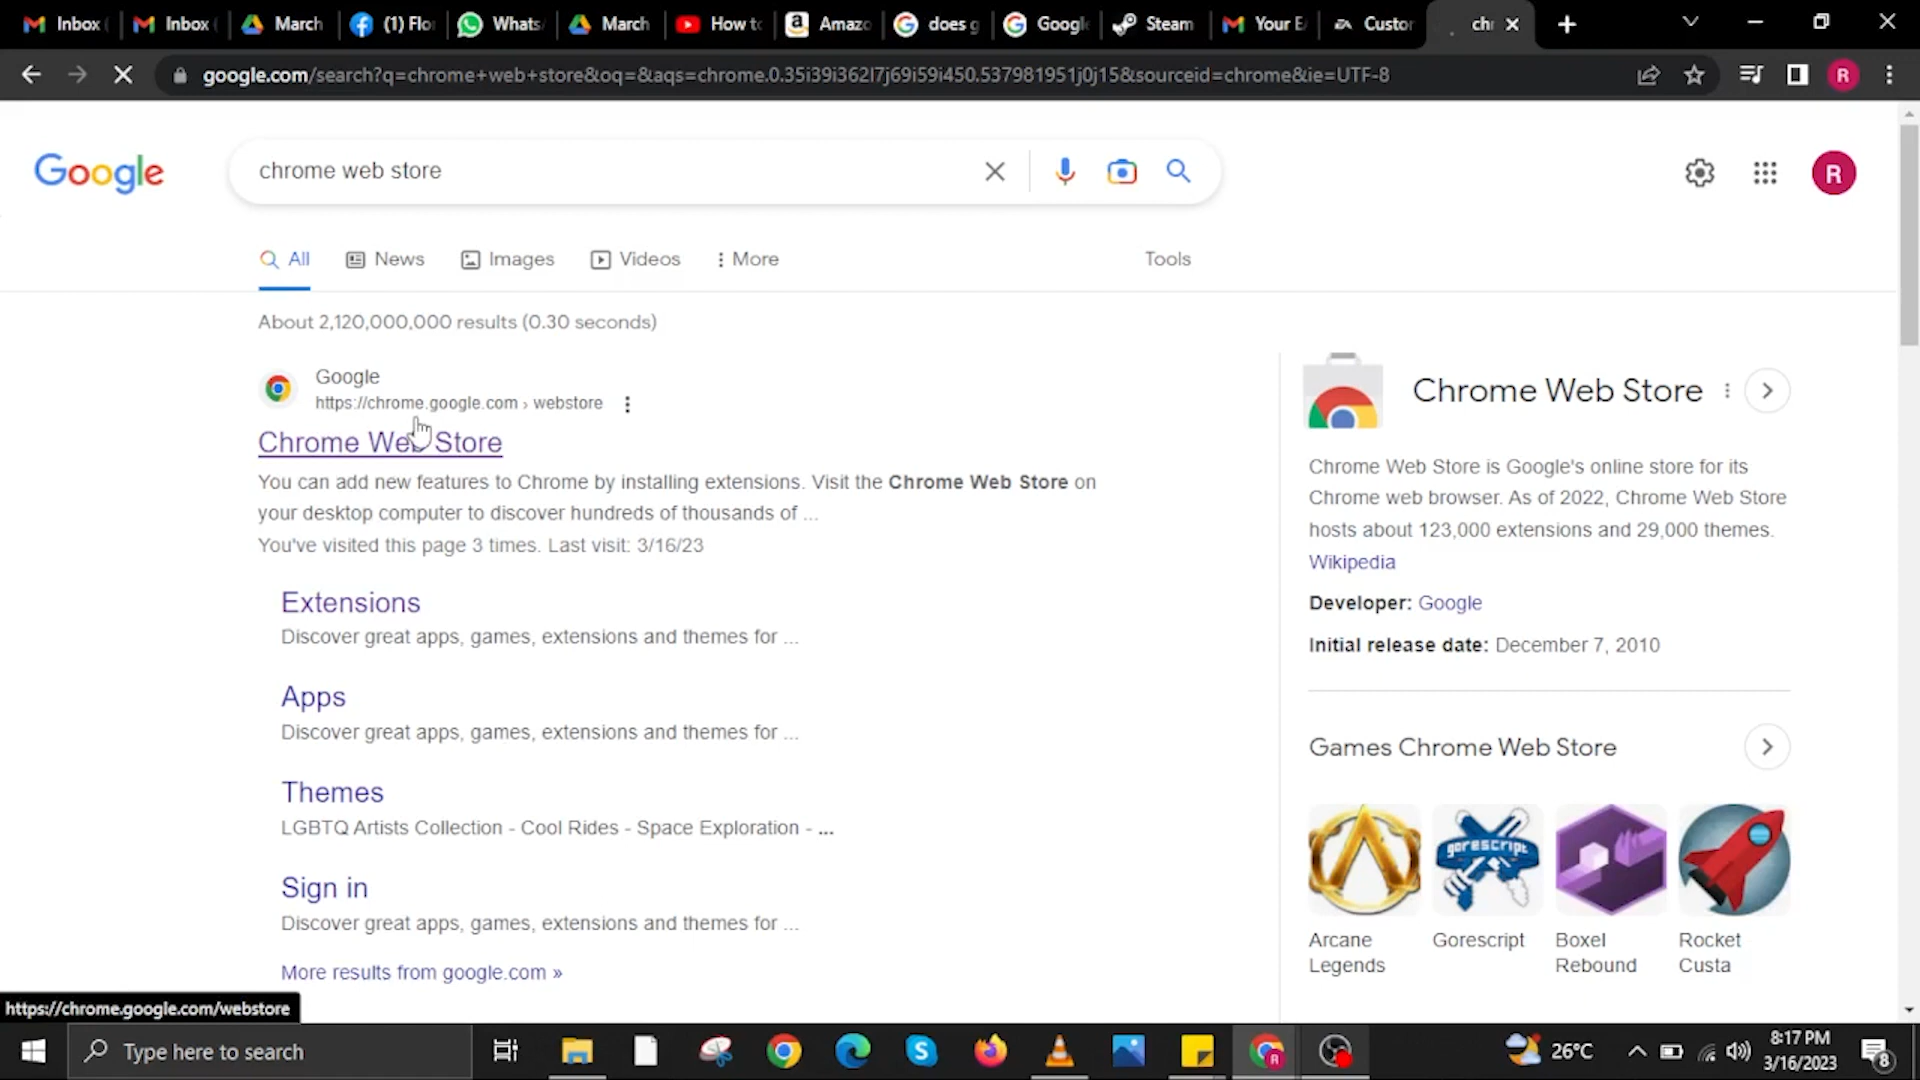 Inbox
Inbox
March
(1) Flo
Whats
March
How to
Amazo
does g
Google
Steam
Your EA
Custor
chr
google.com/search?q=chrome+web+store&oq=&aqs=chrome.0.35i39i362l7j69i59i450.537981951j0j15&sourceid=chrome&ie=UTF-8
R
Google
chrome web store
R
All
News
Images
Videos
More
Tools
About 2,120,000,000 results (0.30 seconds)
Google
https://chrome.google.com › webstore
Chrome Web Store
You can add new features to Chrome by installing extensions. Visit the Chrome Web Store on
your desktop computer to discover hundreds of thousands of ...
You've visited this page 3 times. Last visit: 3/16/23
Extensions
Discover great apps, games, extensions and themes for ...
Apps
Discover great apps, games, extensions and themes for ...
Themes
LGBTQ Artists Collection - Cool Rides - Space Exploration - ...
Sign in
Discover great apps, games, extensions and themes for ...
More results from google.com »
Chrome Web Store
Chrome Web Store is Google's online store for its
Chrome web browser. As of 2022, Chrome Web Store
hosts about 123,000 extensions and 29,000 themes.
Wikipedia
Developer: Google
Initial release date: December 7, 2010
Games Chrome Web Store
gorescript
Arcane
Legends
Gorescript
Boxel
Rebound
Rocket
Custa
https://chrome.google.com/webstore
Type here to search
26°C
8:17 PM
3/16/2023
8